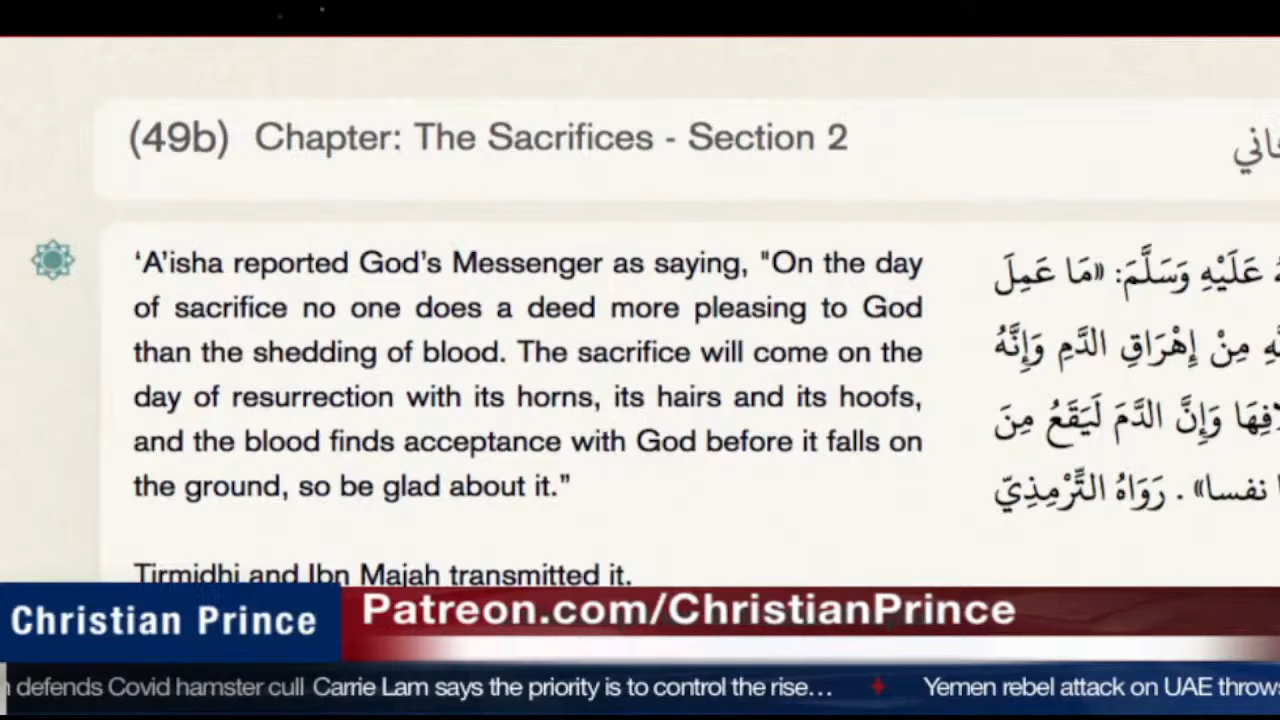 (49b) Chapter: The Sacrifices - Section 2
‘A’isha reported God’s Messenger as saying, "On the day
of sacrifice no one does a deed more pleasing to God
than the shedding of blood. The sacrifice will come on the
day of resurrection with its horns, its hairs and its hoofs,
and the blood finds acceptance with God before it falls on
the ground, so be glad about it.”
Tirmidhi and Ibn Majah transmitted it.
عَلَيْهِ وَسَلَّمَ: «مَا عَمِلَ
مِنْ إِهْرَاقِ الدَّمِ وَإِنَّهُ
وَإِنَّ الدَّمَ لَيَقَعُ مِنَ
نفسا» . رَوَاهُ التِّرْمِذِيّ
Christian Prince
Patreon.com/ChristianPrince
defends Covid hamster cull Carrie Lam says the priority is to control the rise... Yemen rebel attack on UAE throws